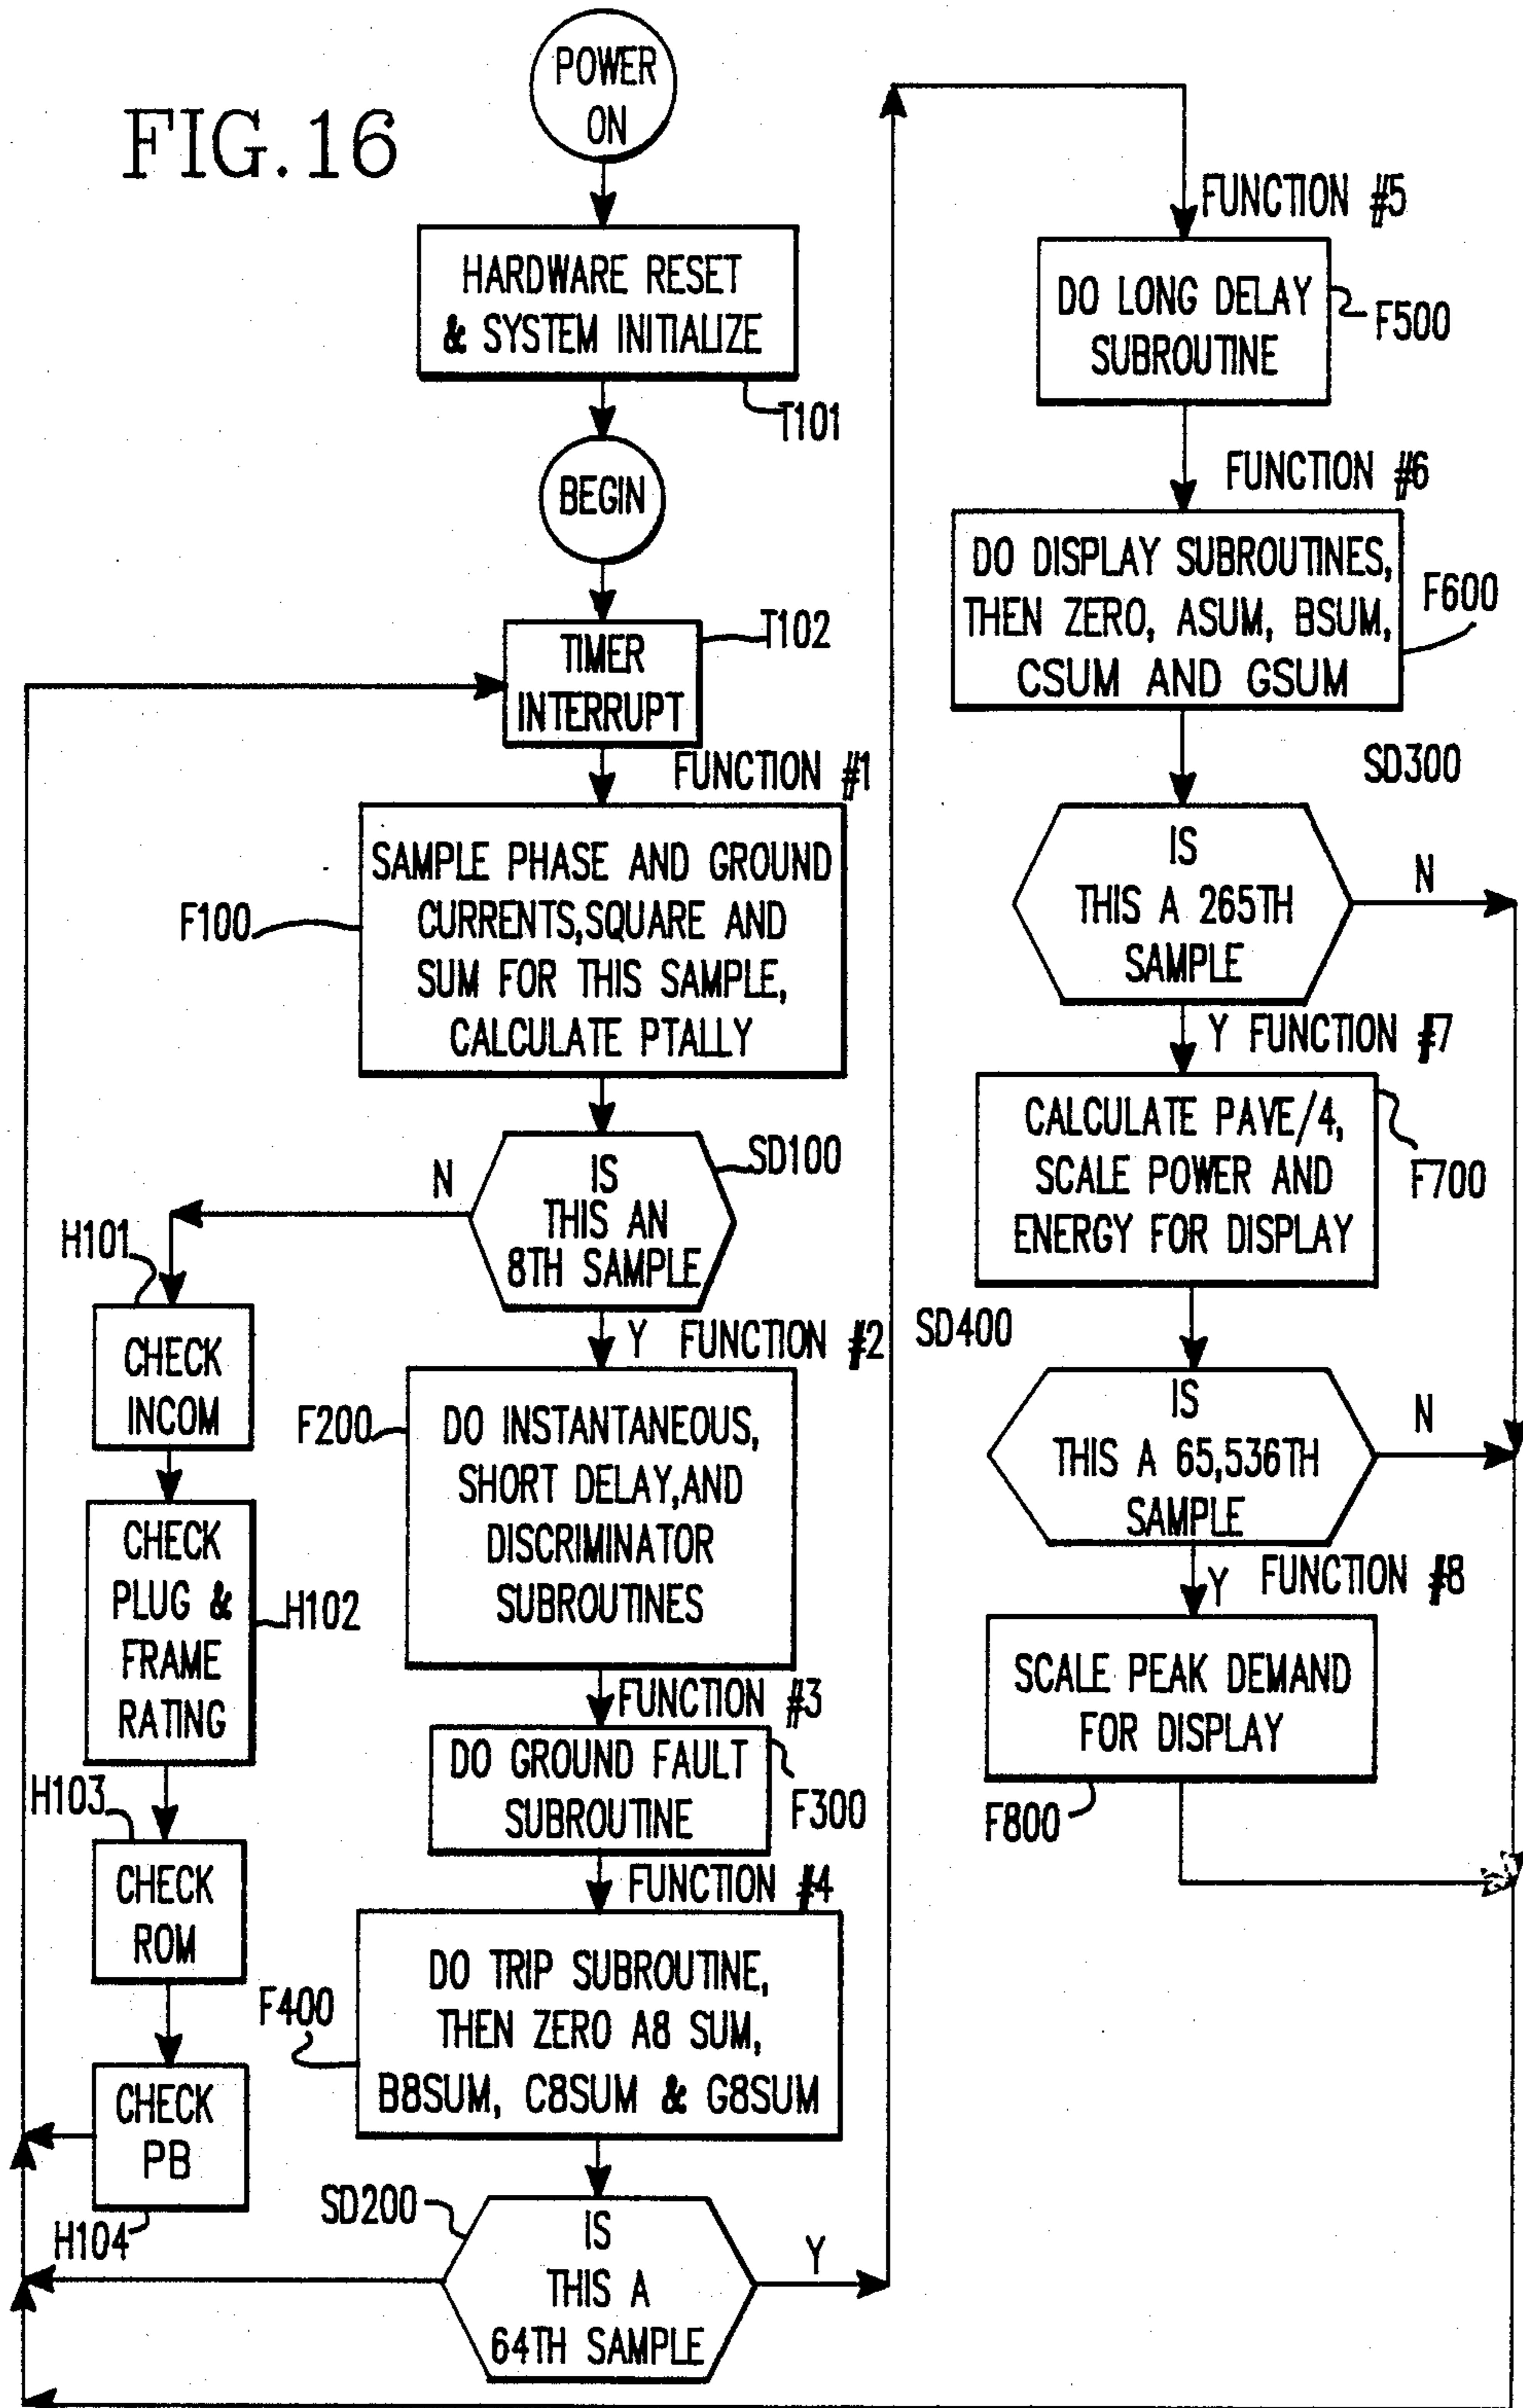 FIG.16
POWER
ON
HARDWARE RESET
& SYSTEM INITIALIZE
T101
BEGIN
T102
TIMER
INTERRUPT
FUNCTION #1
SAMPLE PHASE AND GROUND
CURRENTS,SQUARE AND
SUM FOR THIS SAMPLE,
CALCULATE PTALLY
F100
SD100
IS
THIS AN
8TH SAMPLE
N
H101
CHECK
INCOM
CHECK
PLUG &
FRAME
RATING
H102
H103
CHECK
ROM
CHECK
PB
H104
Y FUNCTION #2
F200
DO INSTANTANEOUS,
SHORT DELAY,AND
DISCRIMINATOR
SUBROUTINES
FUNCTION #3
DO GROUND FAULT
SUBROUTINE
F300
FUNCTION #4
F400
DO TRIP SUBROUTINE,
THEN ZERO A8 SUM,
B8SUM, C8SUM & G8SUM
SD200
IS
THIS A
64TH SAMPLE
Y
FUNCTION #5
DO LONG DELAY
SUBROUTINE
F500
FUNCTION #6
DO DISPLAY SUBROUTINES,
THEN ZERO, ASUM, BSUM,
CSUM AND GSUM
F600
SD300
IS
THIS A 265TH
SAMPLE
N
Y FUNCTION #7
CALCULATE PAVE/4,
SCALE POWER AND
ENERGY FOR DISPLAY
F700
SD400
IS
THIS A 65,536TH
SAMPLE
N
Y FUNCTION #8
SCALE PEAK DEMAND
FOR DISPLAY
F800